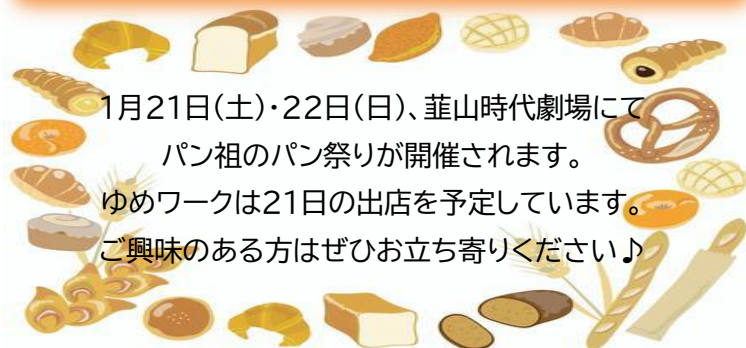 1月21日(土)・22日(日)、韮山時代劇場にて
パン祖のパン祭りが開催されます。
ゆめワークは21日の出店を予定しています。
ご興味のある方はぜひお立ち寄りください♪